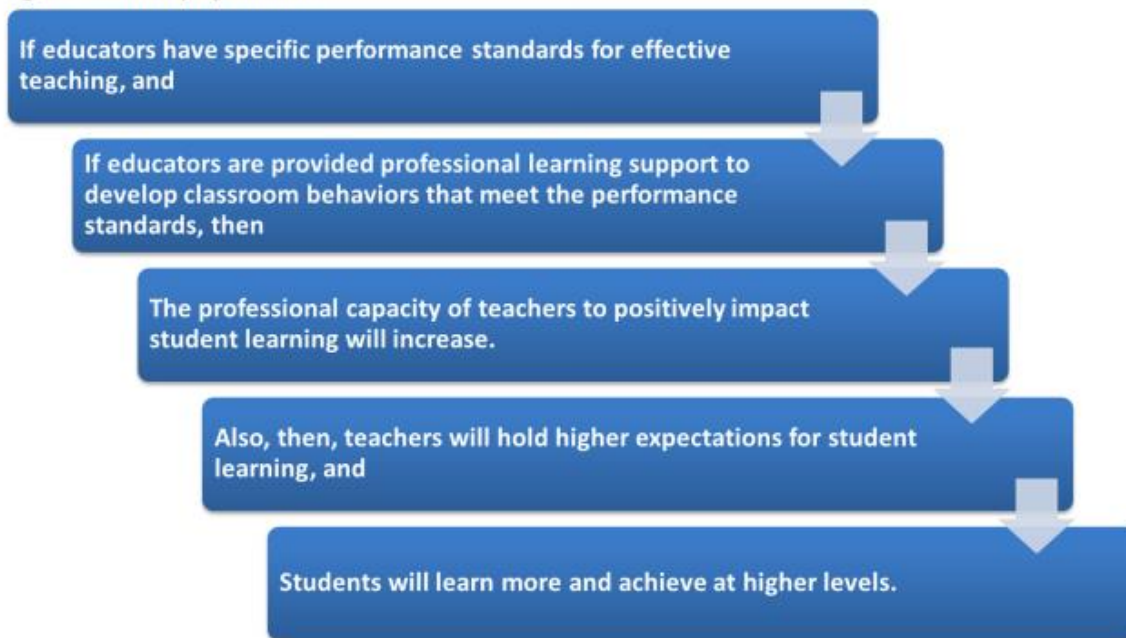 If educators have specific performance standards for effective
teaching, and
If educators are provided professional learning support to
develop classroom behaviors that meet the performance
standards, then
The professional capacity of teachers to positively impact
student learning will increase.
Also, then, teachers will hold higher expectations for student
learning, and
Students will learn more and achieve at higher levels.